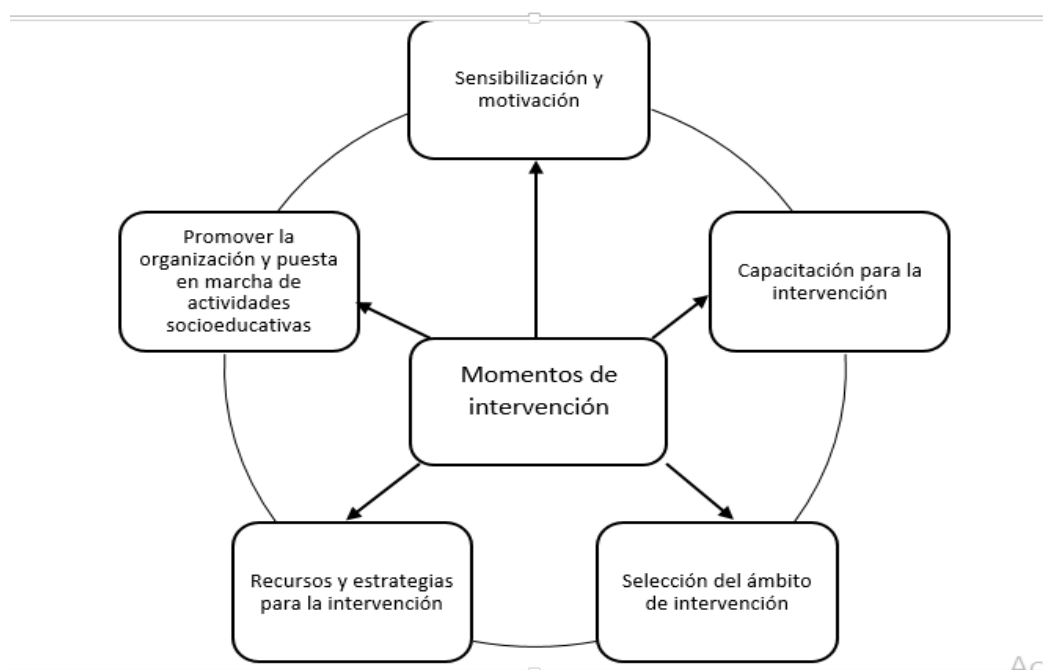 Sensibilización y
motivación
Promover la
organización y puesta
en marcha de
actividades
socioeducativas
Capacitación para la
intervención
Momentos de
intervención
Recursos y estrategias
para la intervención
Selección del ámbito
de intervención
Ac